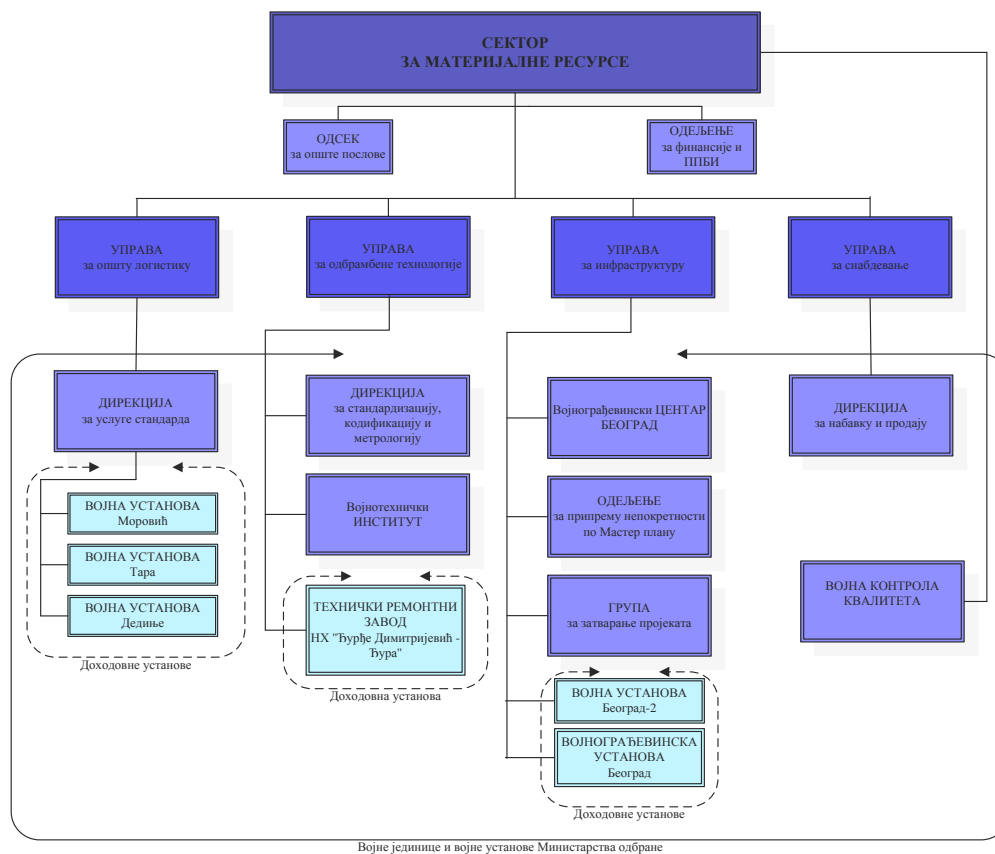 СЕКТОР
ЗА МАТЕРИЈАЛНЕ РЕСУРСЕ
ОДСЕК
за опште послове
ОДЕЉЕЊЕ
за финансије и
ППБИ
УПРАВА
за општу логистику
УПРАВА
за одбрамбене технологије
УПРАВА
за инфраструктуру
УПРАВА
за снабдевање
ДИРЕКЦИЈА
за услуге стандарда
ДИРЕКЦИЈА
за стандардизацију,
кодификацију и
метрологију
Војнограђевински ЦЕНТАР
БЕОГРАД
ДИРЕКЦИЈА
за набавку и продају
ВОЈНА УСТАНОВА
Моровић
ВОЈНА УСТАНОВА
Тара
ВОЈНА УСТАНОВА
Дедиње
Доходовне установе
Војнотехнички
ИНСТИТУТ
ТЕХНИЧКИ РЕМОНТНИ
ЗАВОД
НХ "Ђурђе Димитријевић -
Ђура"
Доходовна установа
ОДЕЉЕЊЕ
за припрему непокретности
по Мастер плану
ГРУПА
за затварање пројеката
ВОЈНА УСТАНОВА
Београд-2
ВОЈНОГРАЂЕВИНСКА
УСТАНОВА
Београд
Доходовне установе
ВОЈНА КОНТРОЛА
КВАЛИТЕТА
Војне јединице и војне установе Министарства одбране